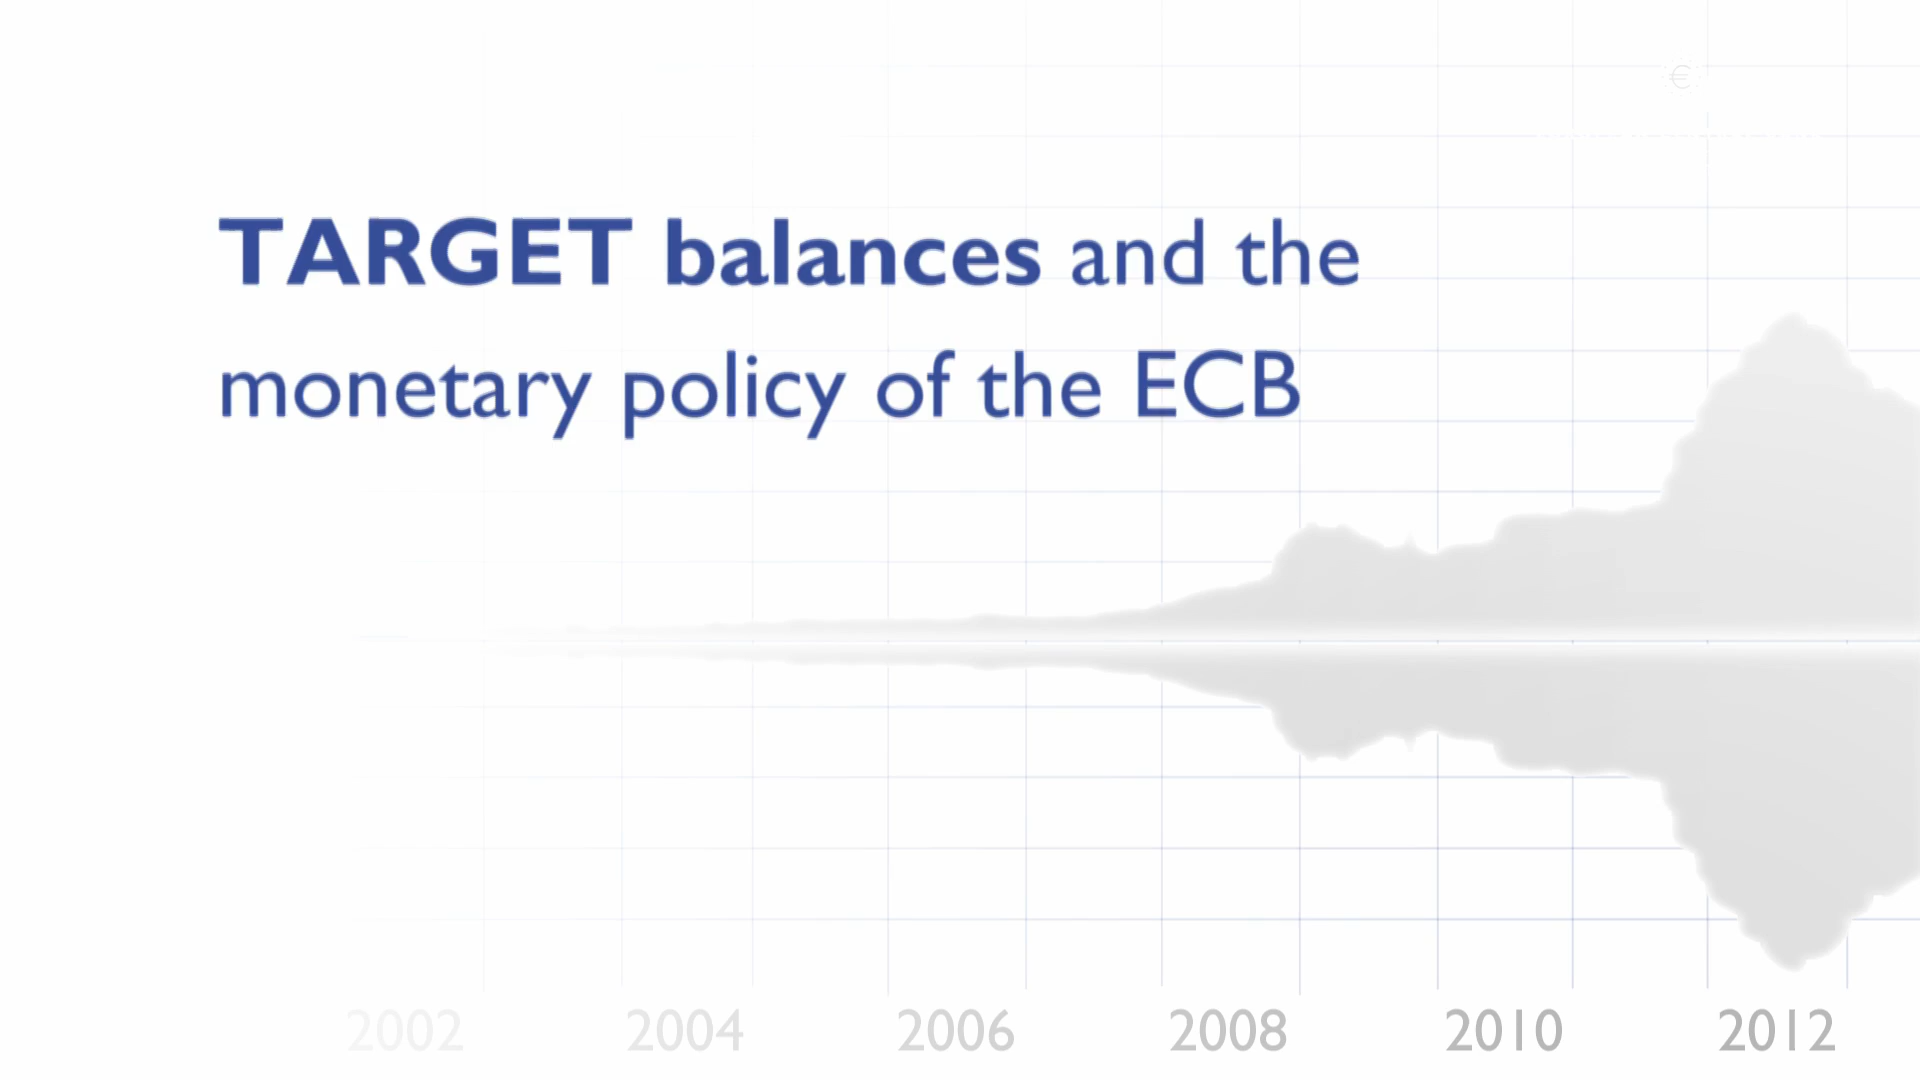 TARGET balances and the
monetary policy of the ECB
2002 2004 2006 2008 2010 2012